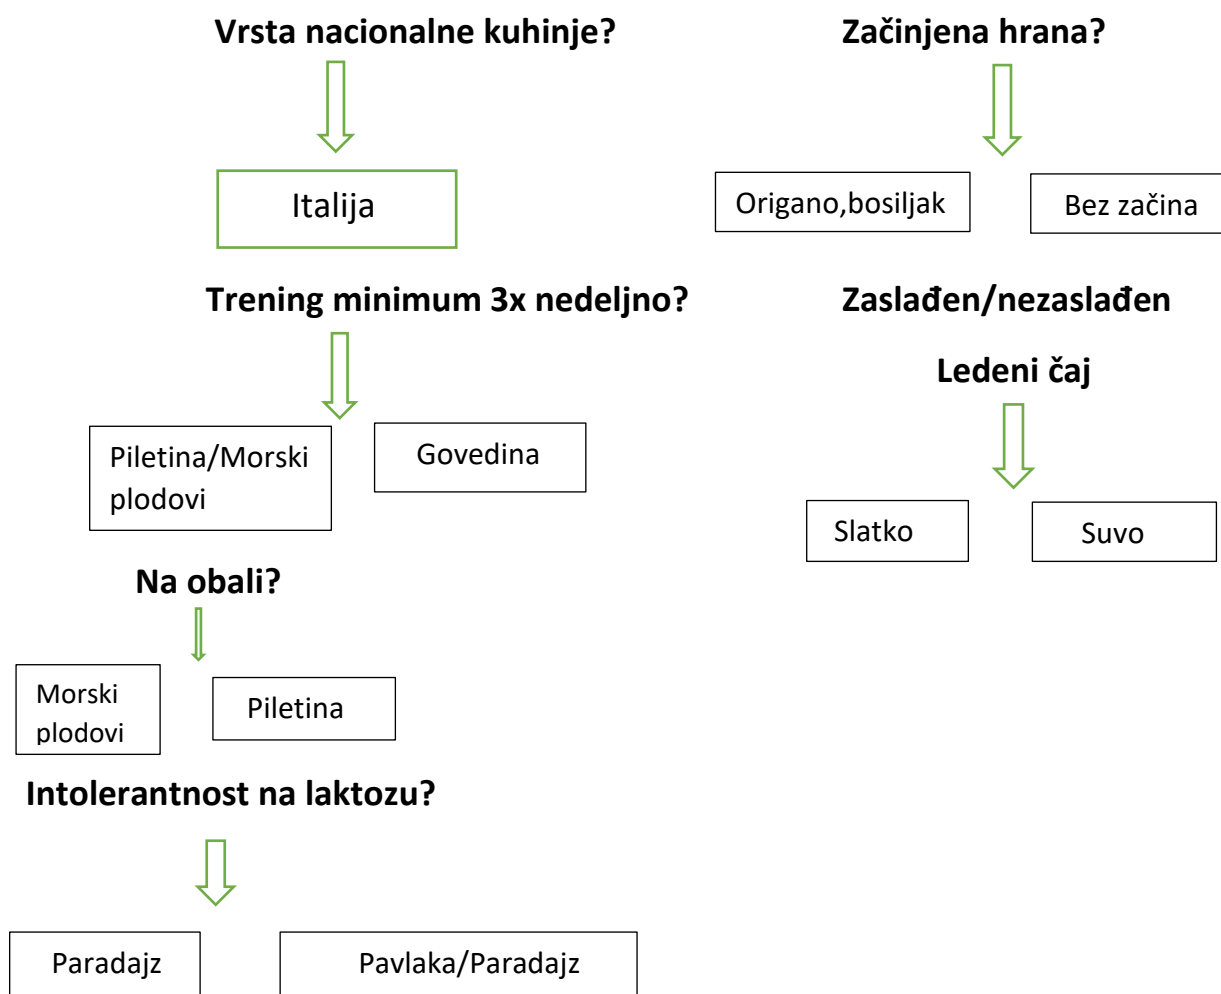 Vrsta nacionalne kuhinje?
Italija
Trening minimum 3x nedeljno?
Piletina/Morski
plodovi
Govedina
Na obali?
Morski
plodovi
Piletina
Intolerantnost na laktozu?
Paradajz
Pavlaka/Paradajz
Začinjena hrana?
Origano,bosiljak
Bez začina
Zaslađen/nezaslađen
Ledeni čaj
Slatko
Suvo